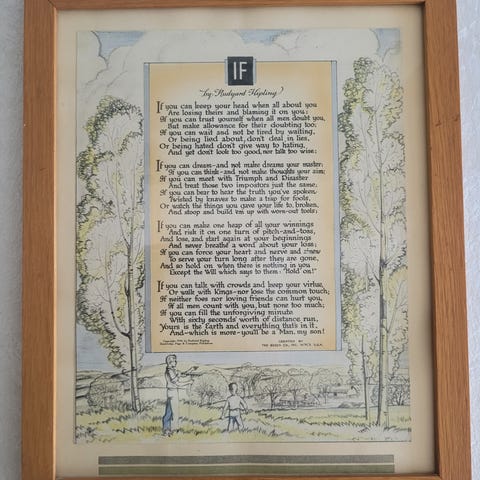 IF
by Rudyard Kipling
If you can keep your head when all about you
Are losing theirs and blaming it on you;
If you can trust yourself when all men doubt you,
But make allowance for their doubting too;
If you can wait and not be tired by waiting,
Or being lied about, don't deal in lies,
Or being hated don't give way to hating,
And yet don't look too good, nor talk too wise:
If you can dream—and not make dreams your master;
If you can think—and not make thoughts your aim;
If you can meet with Triumph and Disaster
And treat those two impostors just the same;
If you can bear to hear the truth you've spoken
Twisted by knaves to make a trap for fools,
Or watch the things you gave your life to, broken,
And stoop and build 'em up with worn-out tools;
If you can make one heap of all your winnings
And risk it on one turn of pitch-and-toss,
And lose, and start again at your beginnings
And never breathe a word about your loss;
If you can force your heart and nerve and sinew
To serve your turn long after they are gone,
And so hold on when there is nothing in you
Except the Will which says to them: "Hold on!"
If you can talk with crowds and keep your virtue,
Or walk with Kings—nor lose the common touch;
If neither foes nor loving friends can hurt you,
If all men count with you, but none too much;
If you can fill the unforgiving minute
With sixty seconds' worth of distance run,
Yours is the Earth and everything that's in it,
And—which is more—you'll be a Man, my son!
Rudyard Kipling
Doubleday, Page & Company, Publishers
CREATED BY
THE BUZZA CO., INC. MPL'S U.S.A.